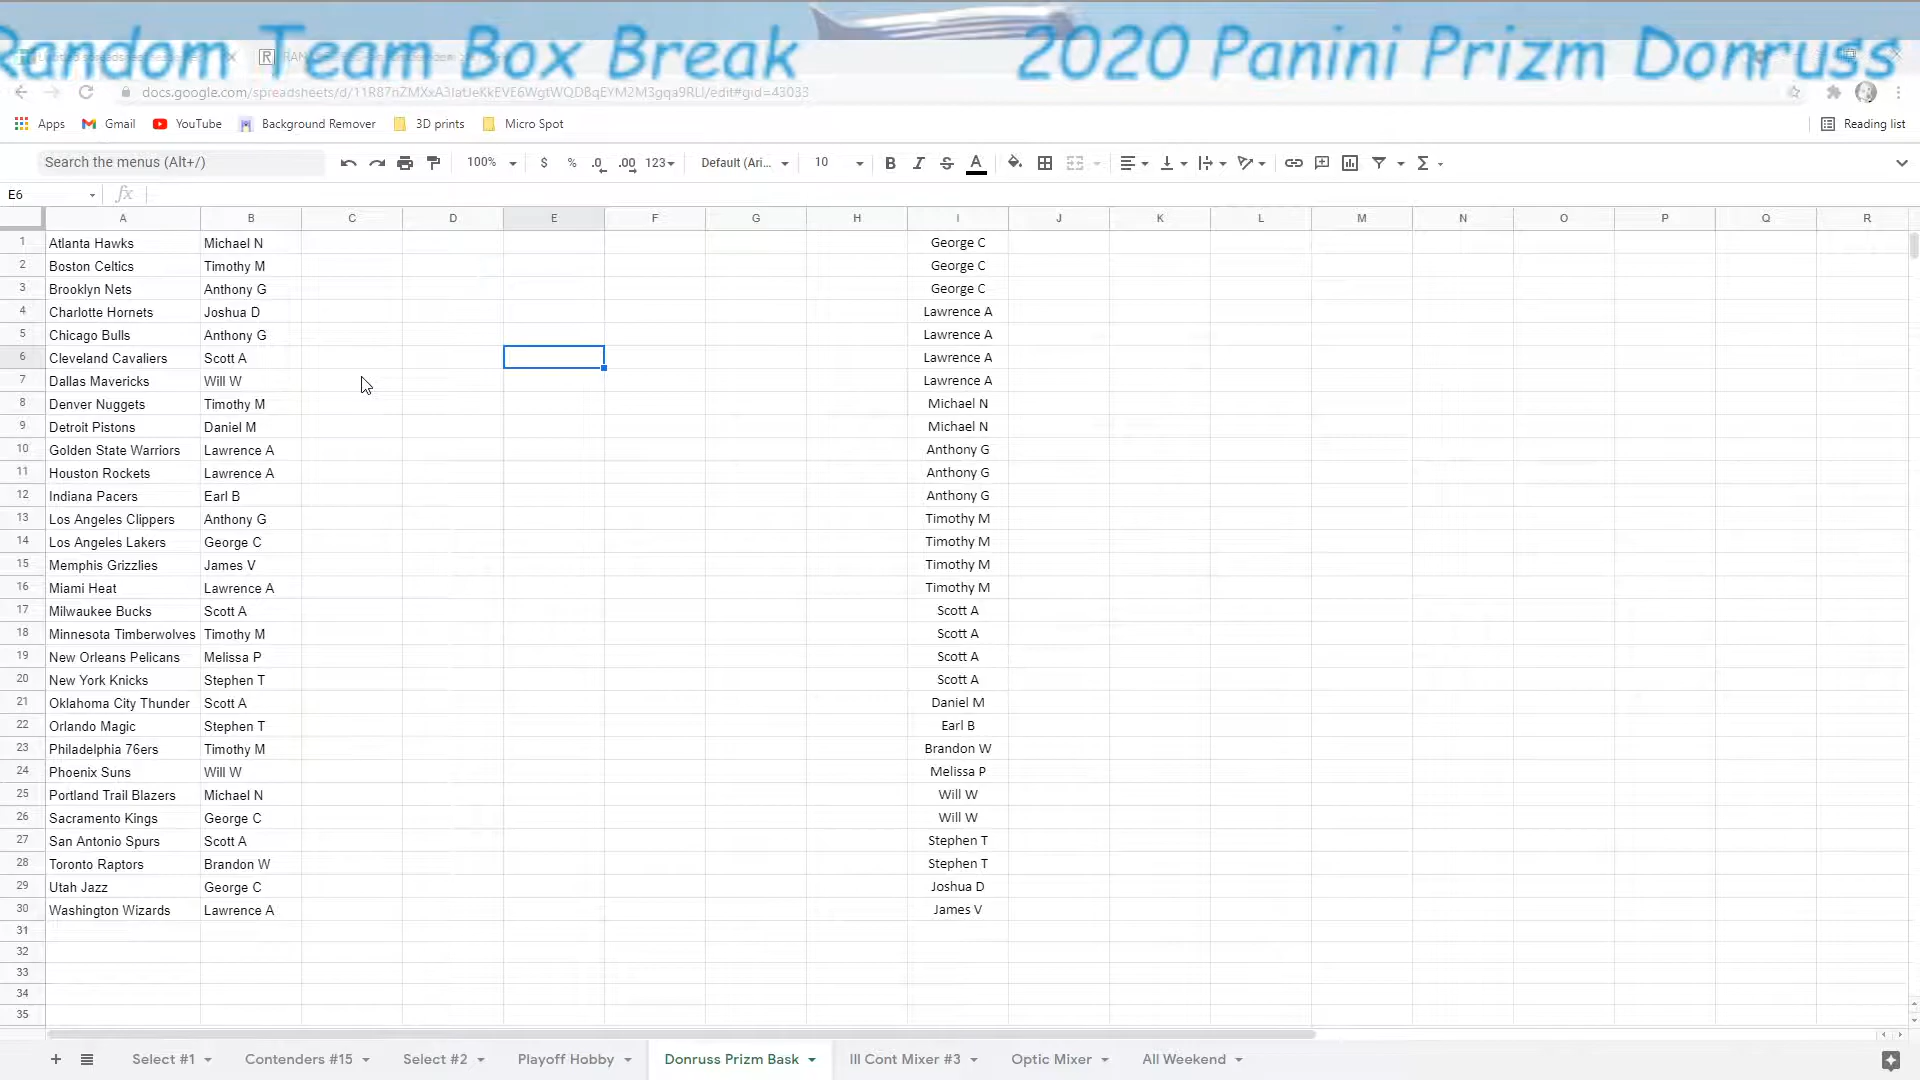 Random Team Box Break 2020 Panini Prizm Donruss
docs.google.com/spreadsheets/d/
Apps Gmail YouTube Background Remover 3D prints Micro Spot Reading list
Search the menus (Alt+/) 100% $ % .0 .00 123 Default (Ari... 10 B I S A Σ
E6 fx
A B C D E F G H I J K L M N O P Q R
1 Atlanta Hawks Michael N George C
2 Boston Celtics Timothy M George C
3 Brooklyn Nets Anthony G George C
4 Charlotte Hornets Joshua D Lawrence A
5 Chicago Bulls Anthony G Lawrence A
6 Cleveland Cavaliers Scott A Lawrence A
7 Dallas Mavericks Will W Lawrence A
8 Denver Nuggets Timothy M Michael N
9 Detroit Pistons Daniel M Michael N
10 Golden State Warriors Lawrence A Anthony G
11 Houston Rockets Lawrence A Anthony G
12 Indiana Pacers Earl B Anthony G
13 Los Angeles Clippers Anthony G Timothy M
14 Los Angeles Lakers George C Timothy M
15 Memphis Grizzlies James V Timothy M
16 Miami Heat Lawrence A Timothy M
17 Milwaukee Bucks Scott A Scott A
18 Minnesota Timberwolves Timothy M Scott A
19 New Orleans Pelicans Melissa P Scott A
20 New York Knicks Stephen T Scott A
21 Oklahoma City Thunder Scott A Daniel M
22 Orlando Magic Stephen T Earl B
23 Philadelphia 76ers Timothy M Brandon W
24 Phoenix Suns Will W Melissa P
25 Portland Trail Blazers Michael N Will W
26 Sacramento Kings George C Will W
27 San Antonio Spurs Scott A Stephen T
28 Toronto Raptors Brandon W Stephen T
29 Utah Jazz George C Joshua D
30 Washington Wizards Lawrence A James V
31
32
33
34
35
+ Select #1 Contenders #15 Select #2 Playoff Hobby Donruss Prizm Bask Ill Cont Mixer #3 Optic Mixer All Weekend